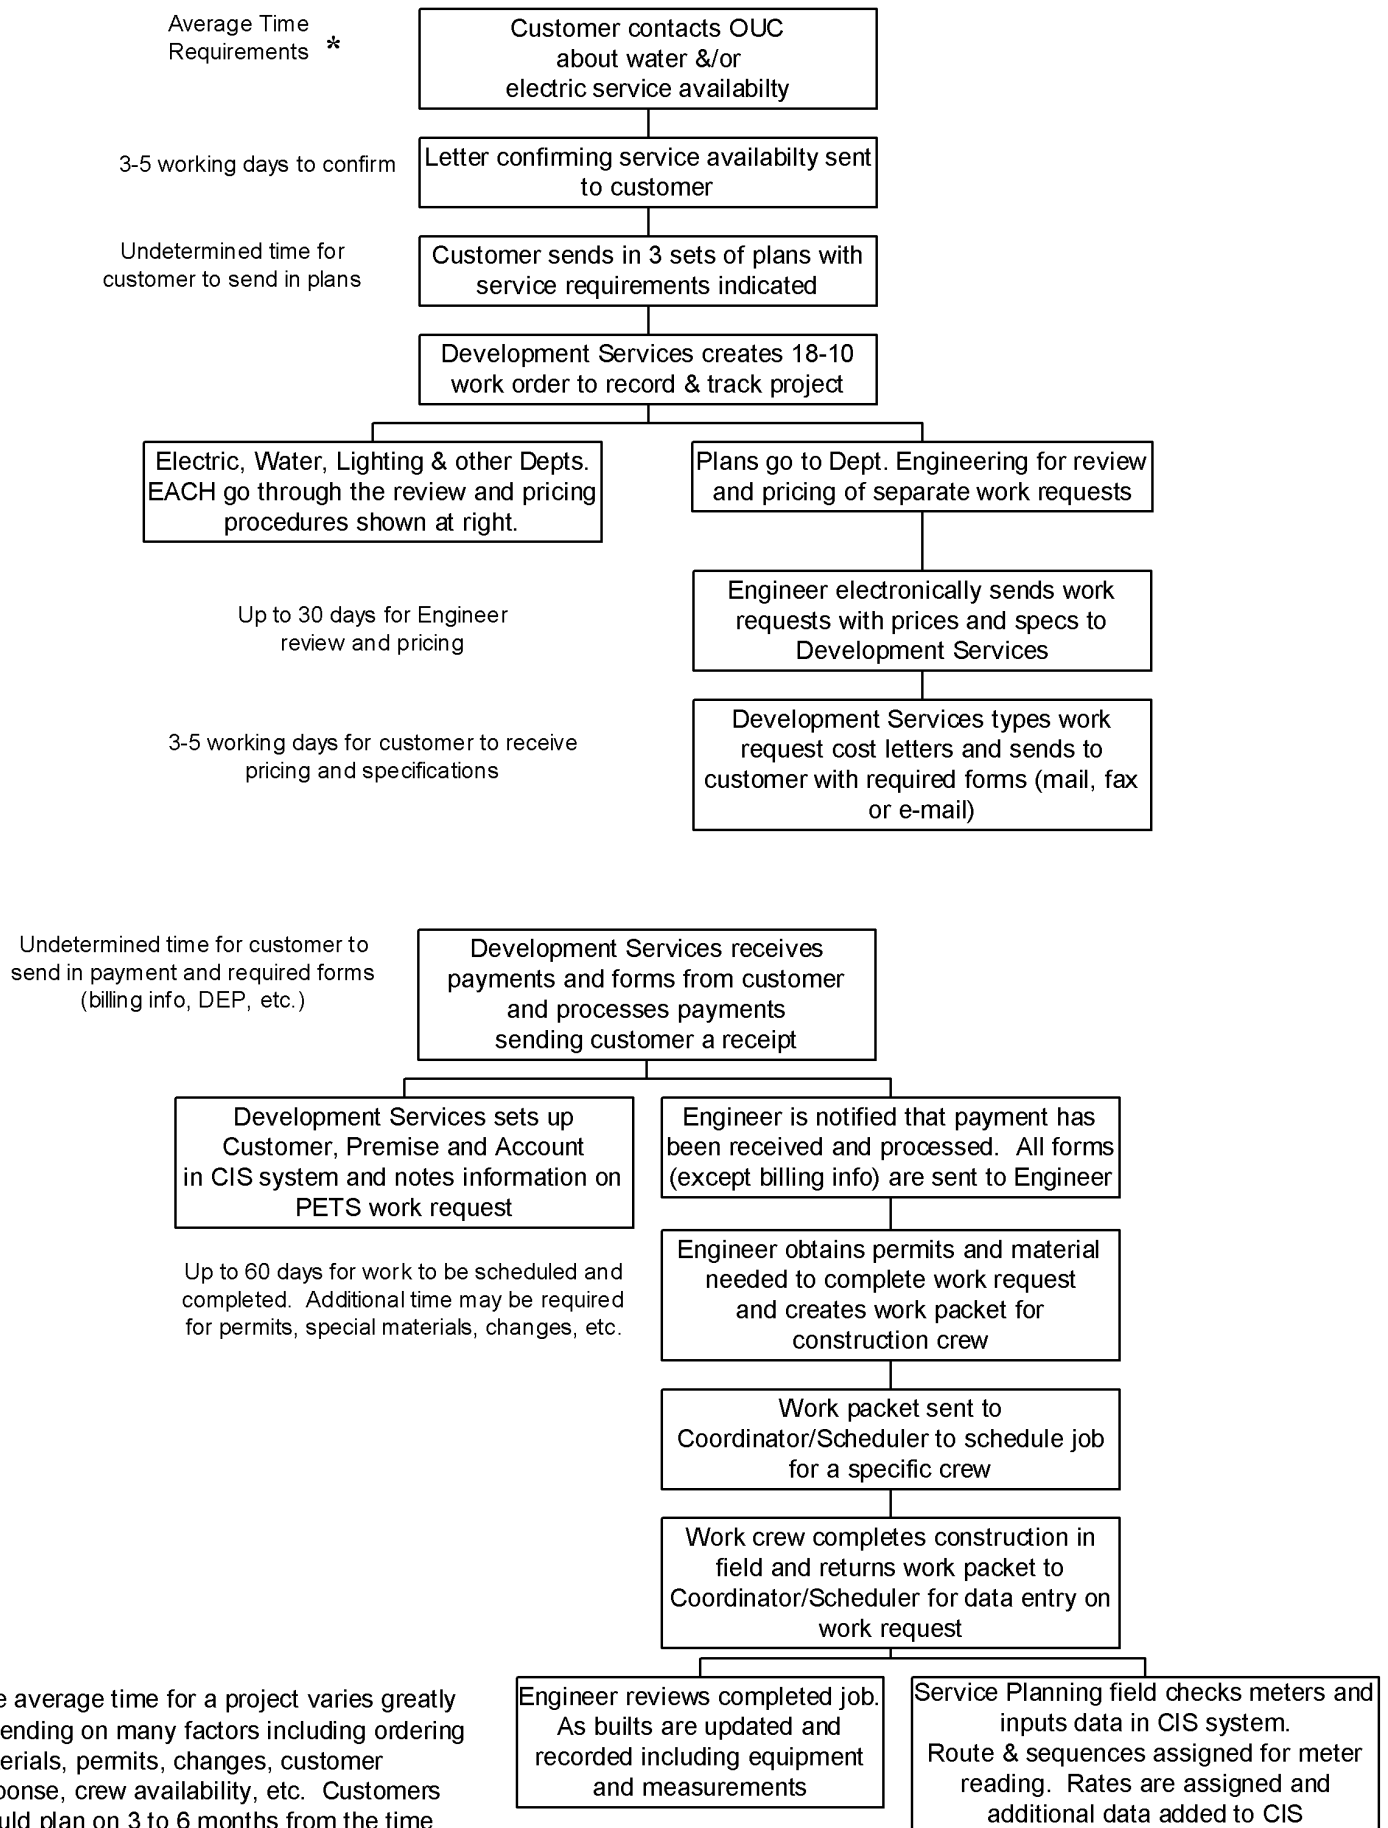 Average Time
Requirements *
Customer contacts OUC
about water &/or
electric service availabilty
3-5 working days to confirm
Letter confirming service availabilty sent
to customer
Undetermined time for
customer to send in plans
Customer sends in 3 sets of plans with
service requirements indicated
Development Services creates 18-10
work order to record & track project
Electric, Water, Lighting & other Depts.
EACH go through the review and pricing
procedures shown at right.
Plans go to Dept. Engineering for review
and pricing of separate work requests
Up to 30 days for Engineer
review and pricing
Engineer electronically sends work
requests with prices and specs to
Development Services
3-5 working days for customer to receive
pricing and specifications
Development Services types work
request cost letters and sends to
customer with required forms (mail, fax
or e-mail)
Undetermined time for customer to
send in payment and required forms
(billing info, DEP, etc.)
Development Services receives
payments and forms from customer
and processes payments
sending customer a receipt
Development Services sets up
Customer, Premise and Account
in CIS system and notes information on
PETS work request
Engineer is notified that payment has
been received and processed.  All forms
(except billing info) are sent to Engineer
Up to 60 days for work to be scheduled and
completed.  Additional time may be required
for permits, special materials, changes, etc.
Engineer obtains permits and material
needed to complete work request
and creates work packet for
construction crew
Work packet sent to
Coordinator/Scheduler to schedule job
for a specific crew
Work crew completes construction in
field and returns work packet to
Coordinator/Scheduler for data entry on
work request
average time for a project varies greatly
on many factors including ordering
permits, changes, customer
crew availability, etc.  Customers
plan on 3 to 6 months from the time
Engineer reviews completed job.
As builts are updated and
recorded including equipment
and measurements
Service Planning field checks meters and
inputs data in CIS system.
Route & sequences assigned for meter
reading.  Rates are assigned and
additional data added to CIS